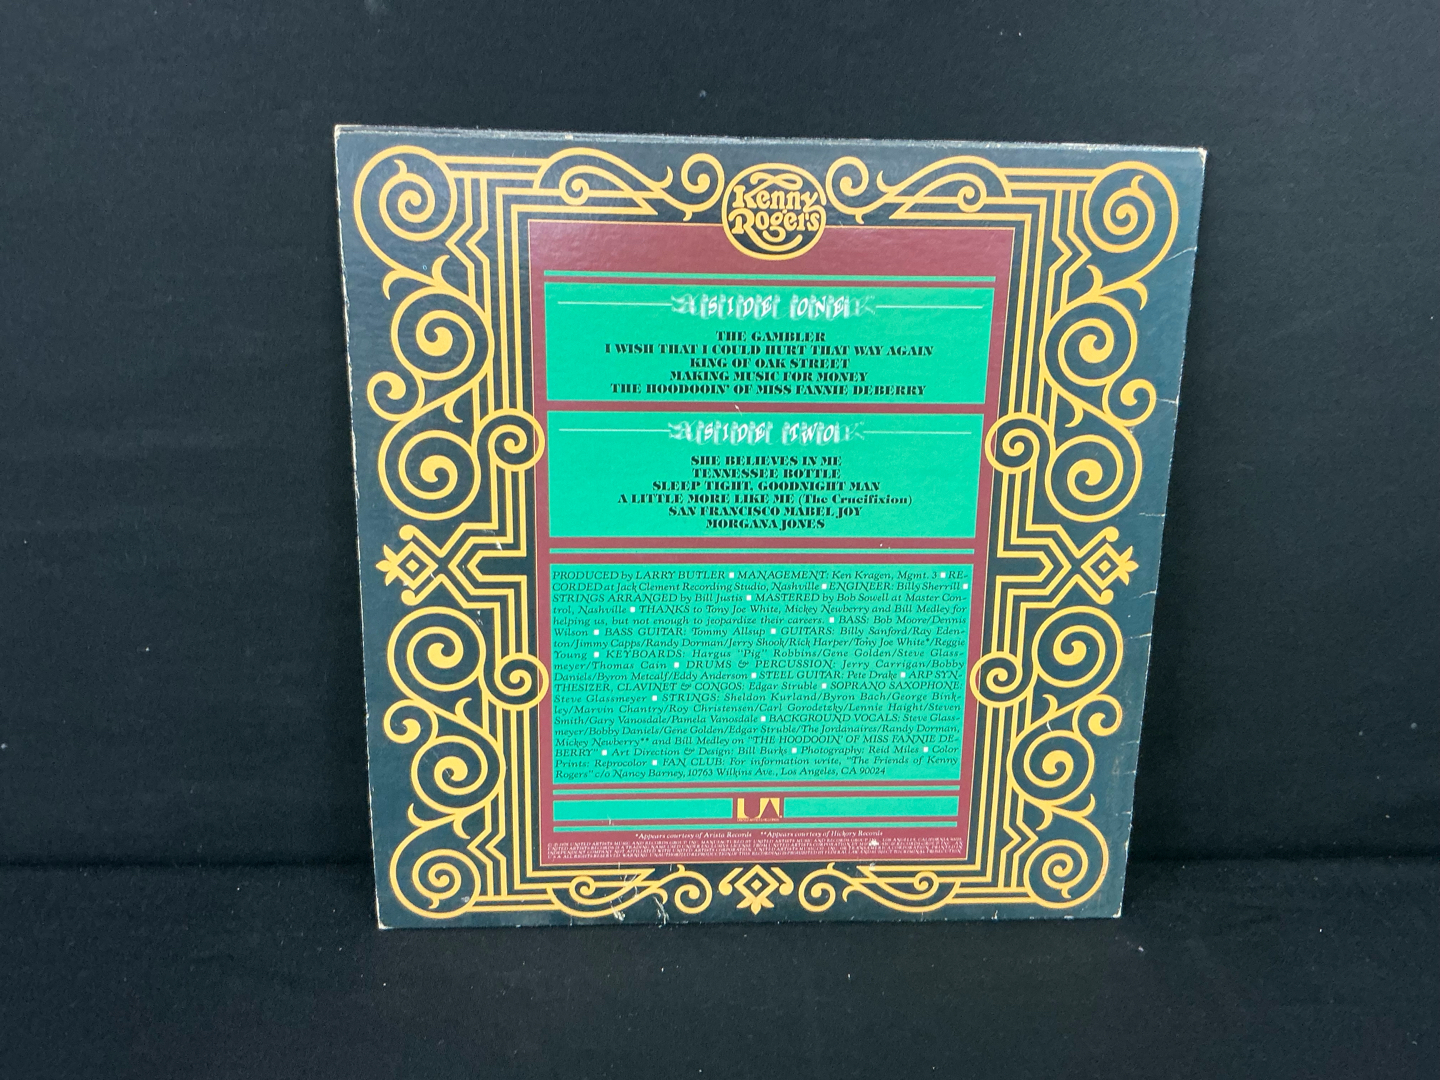 Kenny
Rogers
SIDE ONE
THE GAMBLER
I WISH THAT I COULD HURT THAT WAY AGAIN
KING OF OAK STREET
MAKING MUSIC FOR MONEY
THE HOODOOIN' OF MISS FANNIE DEBERRY
SIDE TWO
SHE BELIEVES IN ME
TENNESSEE BOTTLE
SLEEP TIGHT, GOODNIGHT MAN
A LITTLE MORE LIKE ME (The Crucifixion)
SAN FRANCISCO MABEL JOY
MORGANA JONES
PRODUCED by LARRY BUTLER ▪ MANAGEMENT: Ken Kragen, Mgmt. 3 ▪ RE-
CORDED at Jack Clement Recording Studio, Nashville ▪ ENGINEER: Billy Sherrill ▪
STRINGS ARRANGED by Bill Justis ▪ MASTERED by Bob Sowell at Master Con-
trol, Nashville ▪ THANKS to Tony Joe White, Mickey Newberry and Bill Medley for
helping us, but not enough to jeopardize their careers. ▪ BASS: Bob Moore/Dennis
Wilson ▪ BASS GUITAR: Tommy Allsup ▪ GUITARS: Billy Sanford/Ray Eden-
ton/Jimmy Capps/Randy Dorman/Jerry Shook/Rick Harper/Tony Joe White*/Reggie
Young ▪ KEYBOARDS: Hargus "Pig" Robbins/Gene Golden/Steve Glass-
meyer/Thomas Cain ▪ DRUMS & PERCUSSION: Jerry Carrigan/Bobby
Daniels/Byron Metcalf/Eddy Anderson ▪ STEEL GUITAR: Pete Drake ▪ ARP SYN-
THESIZER, CLAVINET & CONGOS: Edgar Struble ▪ SOPRANO SAXOPHONE:
Steve Glassmeyer ▪ STRINGS: Sheldon Kurland/Byron Bach/George Bink-
ley/Marvin Chantry/Roy Christensen/Carl Gorodetzky/Lennie Haight/Steven
Smith/Gary Vanosdale/Pamela Vanosdale ▪ BACKGROUND VOCALS: Steve Glass-
meyer/Bobby Daniels/Gene Golden/Edgar Struble/The Jordanaires/Randy Dorman,
Mickey Newberry** and Bill Medley on "THE HOODOOIN' OF MISS FANNIE DE-
BERRY" ▪ Art Direction & Design: Bill Burks ▪ Photography: Reid Miles ▪ Color
Prints: Reprocolor ▪ FAN CLUB: For information write, "The Friends of Kenny
Rogers" c/o Nancy Barney, 10763 Wilkins Ave., Los Angeles, CA 90024
UA
*Appears courtesy of Arista Records **Appears courtesy of Hickory Records